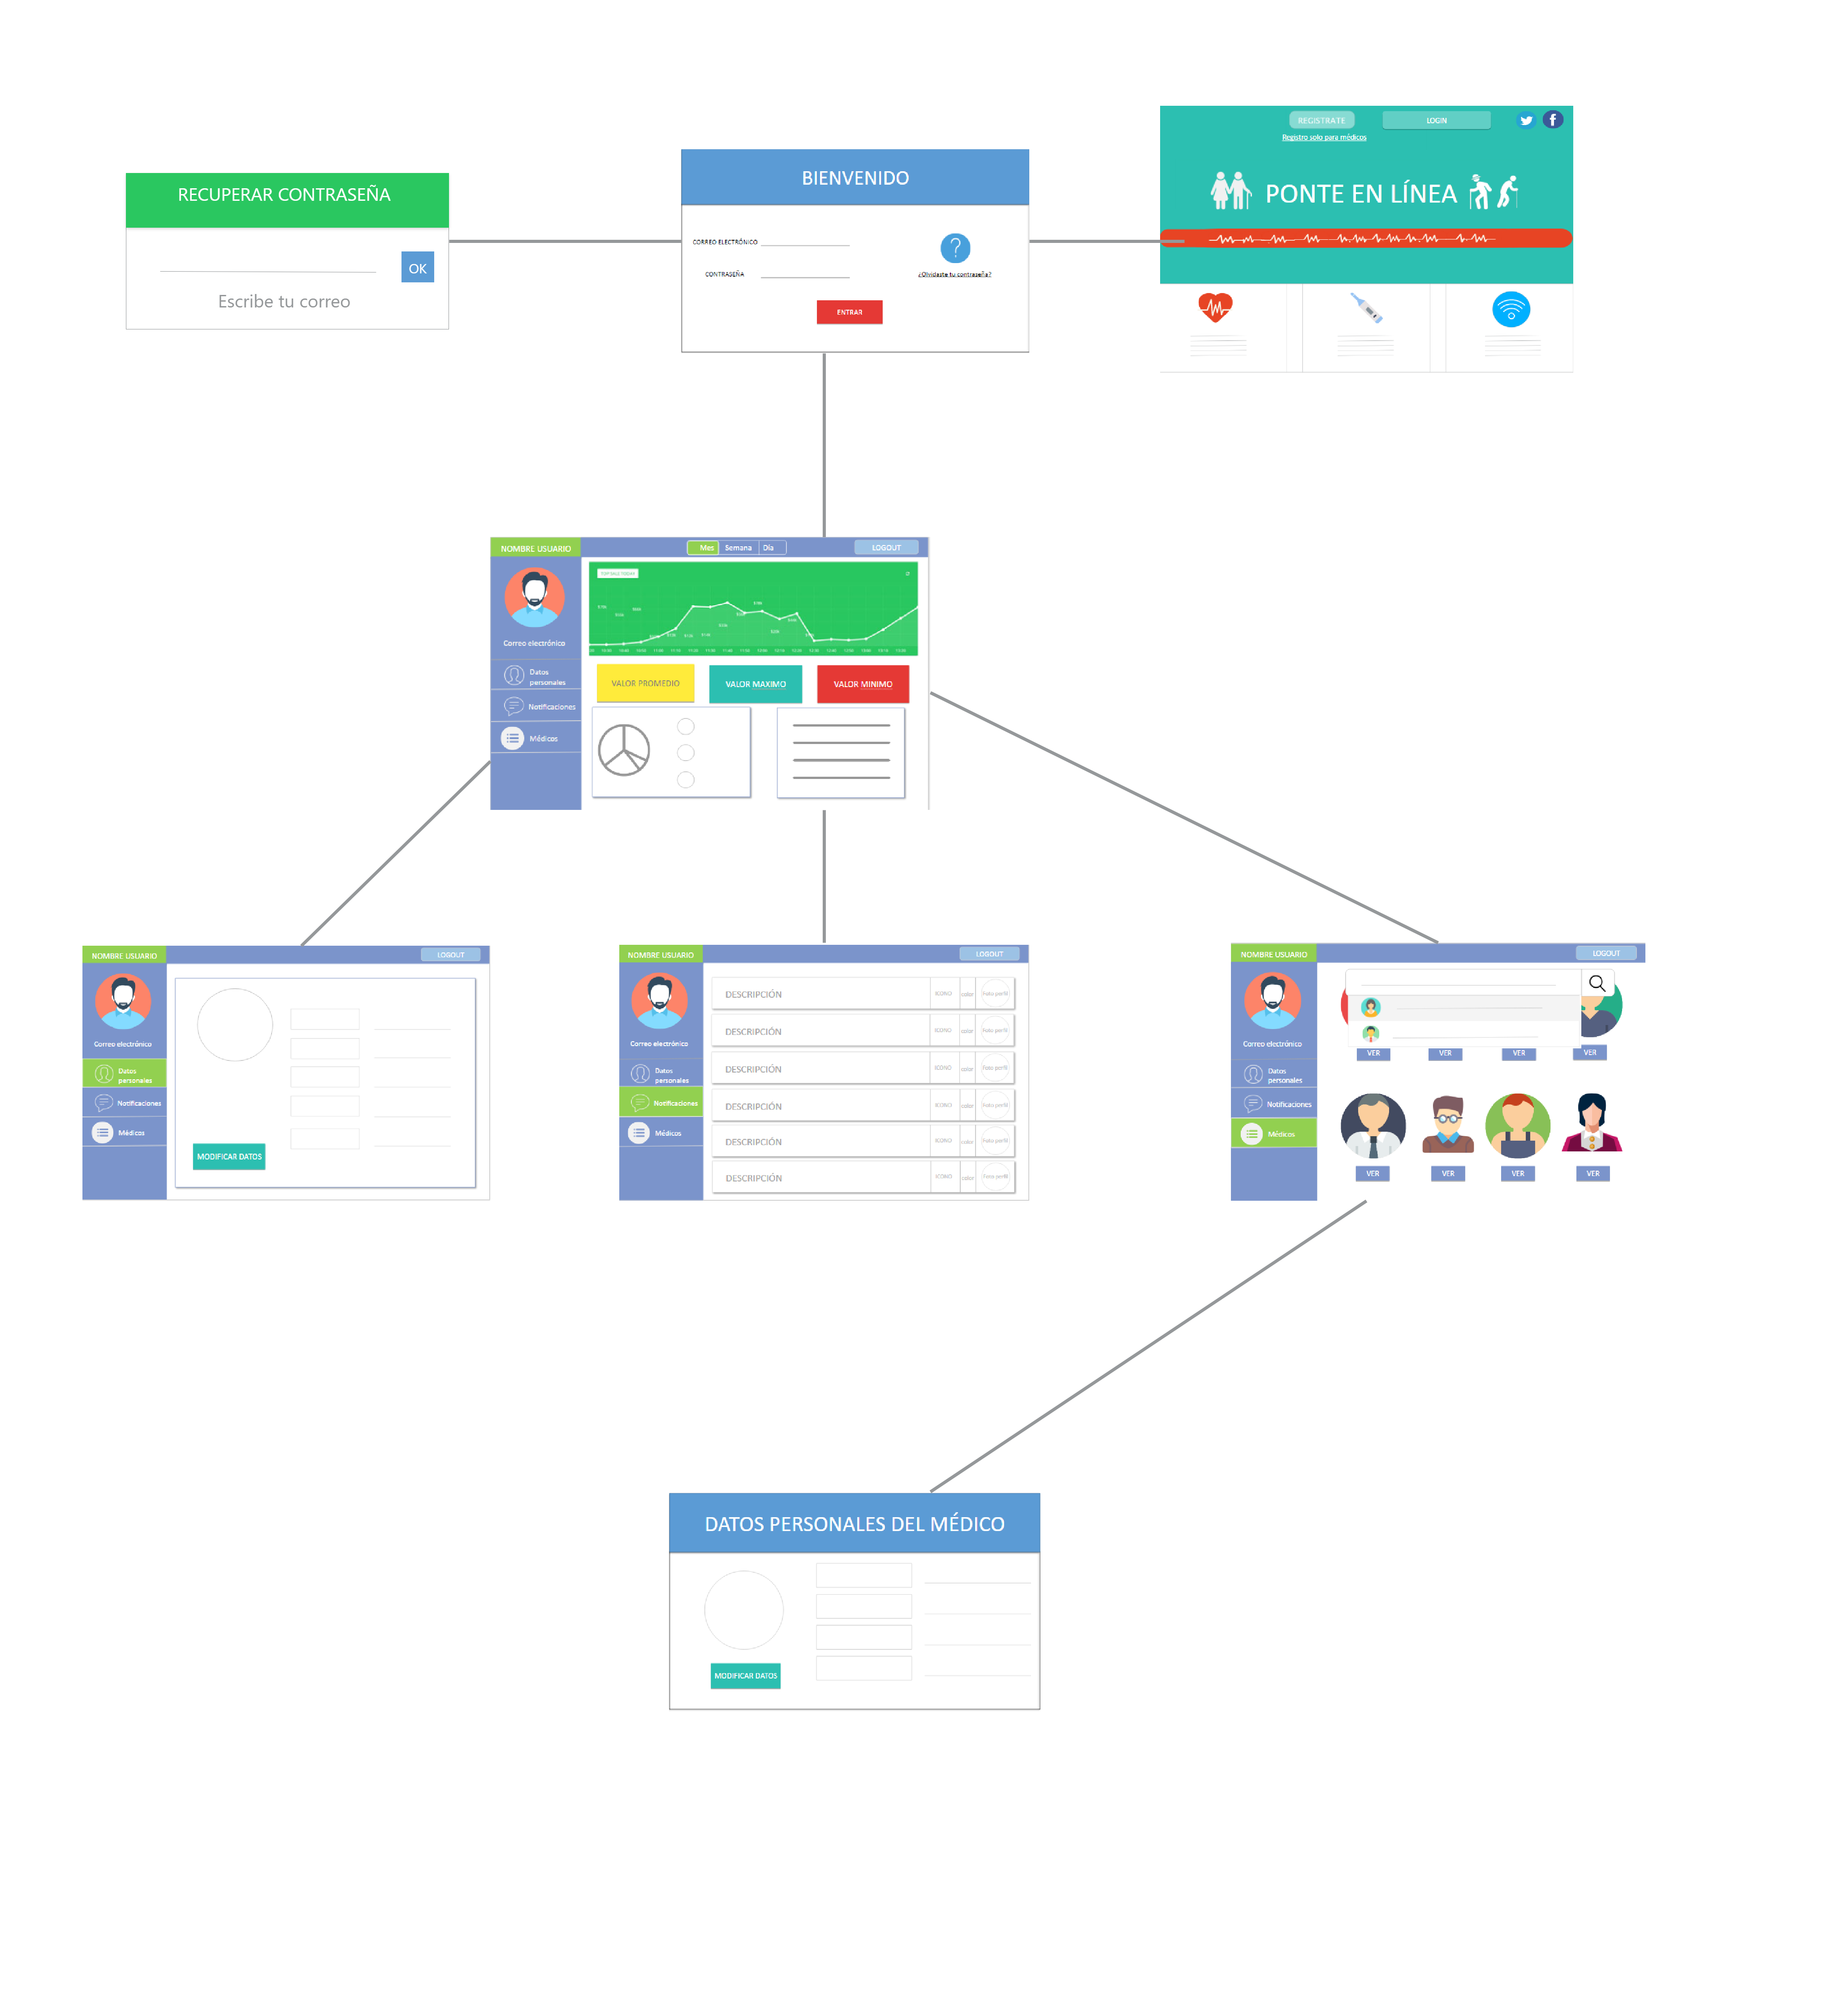 REGISTRATE
LOGIN
Registro solo para médicos
PONTE EN LÍNEA
RECUPERAR CONTRASEÑA
OK
Escribe tu correo
BIENVENIDO
CORREO ELECTRÓNICO
CONTRASEÑA
¿Olvidaste tu contraseña?
ENTRAR
NOMBRE USUARIO
Mes
Semana
Día
LOGOUT
Correo electrónico
Datos
personales
Notificaciones
Médicos
VALOR PROMEDIO
VALOR MAXIMO
VALOR MINIMO
NOMBRE USUARIO
LOGOUT
Correo electrónico
Datos
personales
Notificaciones
Médicos
MODIFICAR DATOS
NOMBRE USUARIO
LOGOUT
Correo electrónico
Datos
personales
Notificaciones
Médicos
DESCRIPCIÓN ICONO color Foto perfil
DESCRIPCIÓN ICONO color Foto perfil
DESCRIPCIÓN ICONO color Foto perfil
DESCRIPCIÓN ICONO color Foto perfil
DESCRIPCIÓN ICONO color Foto perfil
DESCRIPCIÓN ICONO color Foto perfil
NOMBRE USUARIO
LOGOUT
Correo electrónico
Datos
personales
Notificaciones
Médicos
VER VER VER VER
VER VER VER VER
DATOS PERSONALES DEL MÉDICO
MODIFICAR DATOS